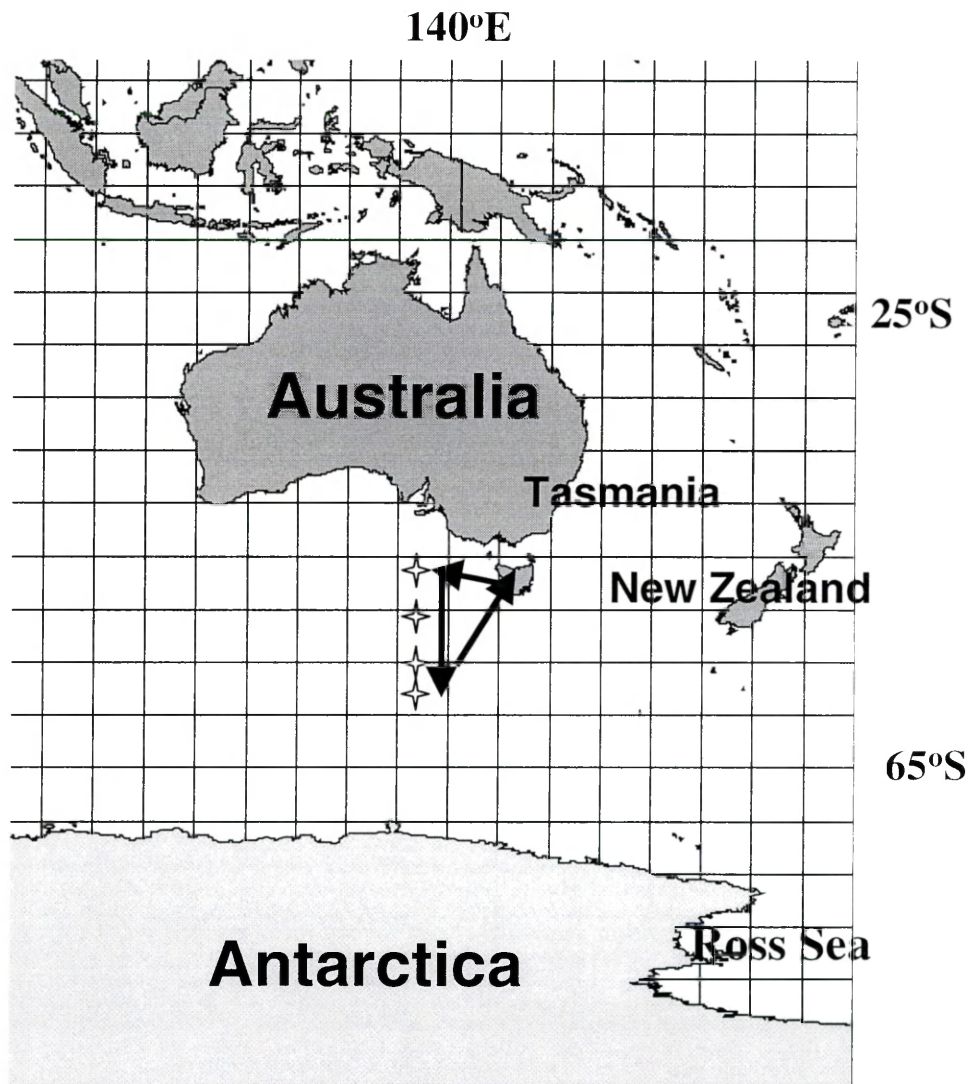 140°E
25°S
Australia
Tasmania
New Zealand
65°S
Ross Sea
Antarctica